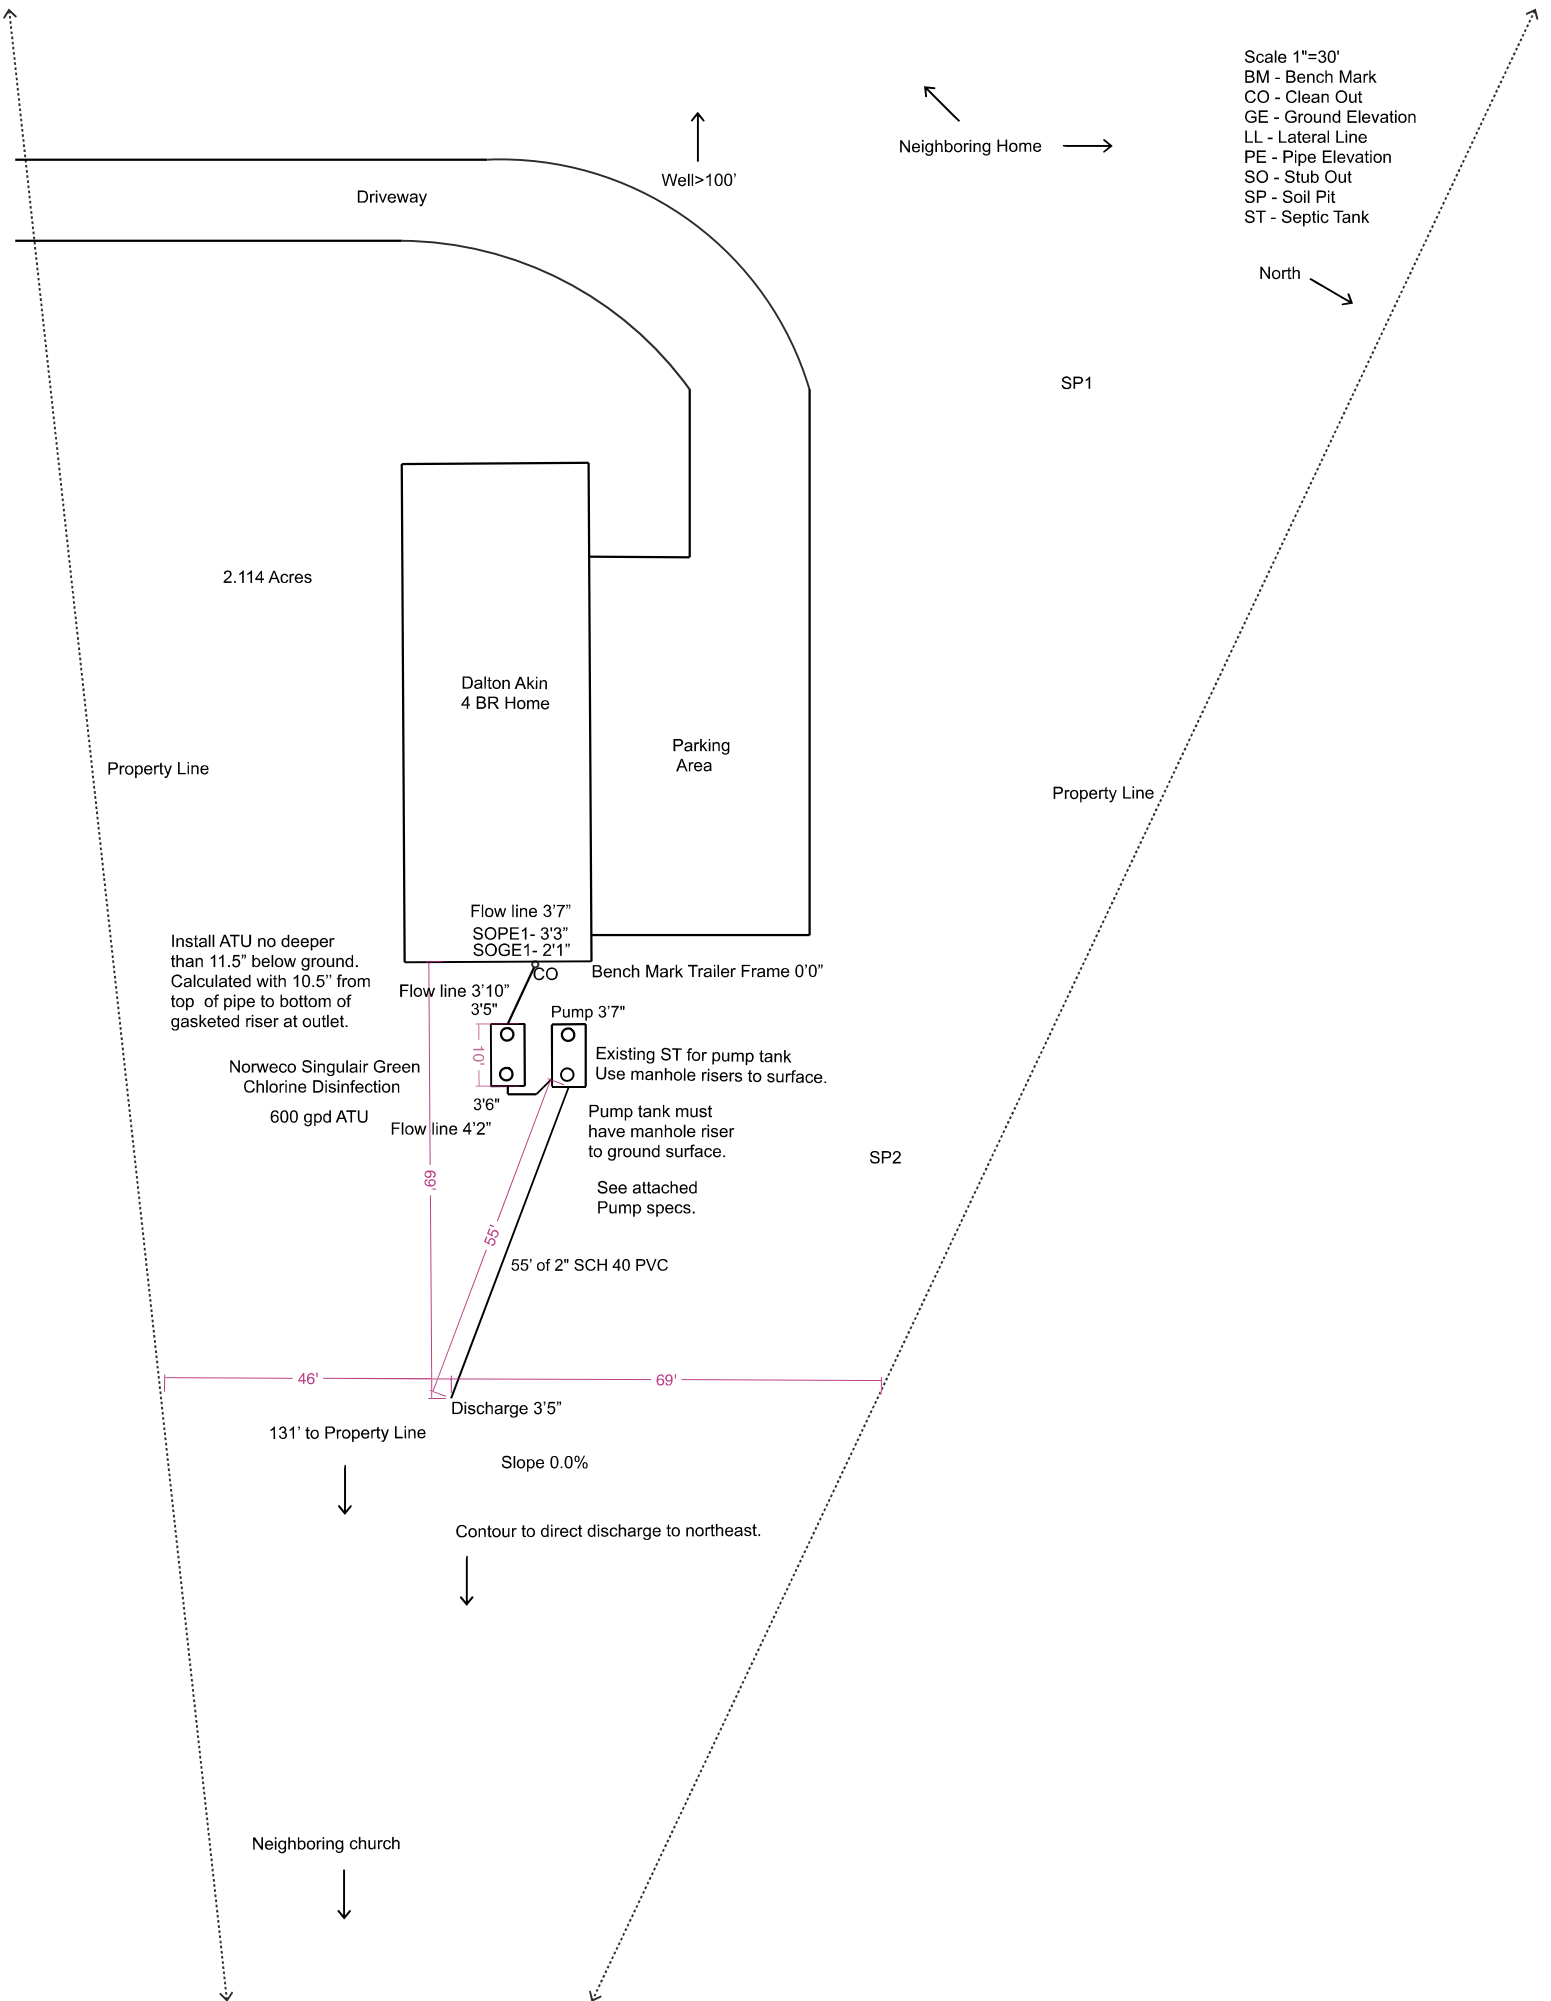 Scale 1"=30'
BM - Bench Mark
CO - Clean Out
GE - Ground Elevation
LL - Lateral Line
PE - Pipe Elevation
SO - Stub Out
SP - Soil Pit
ST - Septic Tank
Neighboring Home
Well>100’
Driveway
North
SP1
2.114 Acres
Dalton Akin
4 BR Home
Parking
Area
Property Line
Property Line
Flow line 3’7”
SOPE1- 3'3”
SOGE1- 2'1”
Install ATU no deeper
than 11.5” below ground.
Calculated with 10.5’’ from
top of pipe to bottom of
gasketed riser at outlet.
CO
Bench Mark Trailer Frame 0’0”
Flow line 3’10”
3'5"
Pump 3’7"
10'
Existing ST for pump tank
Use manhole risers to surface.
Norweco Singulair Green
Chlorine Disinfection
600 gpd ATU
3'6"
Flow line 4’2”
Pump tank must
have manhole riser
to ground surface.
SP2
69'
See attached
Pump specs.
55'
55’ of 2" SCH 40 PVC
46'
69'
Discharge 3’5”
131’ to Property Line
Slope 0.0%
Contour to direct discharge to northeast.
Neighboring church